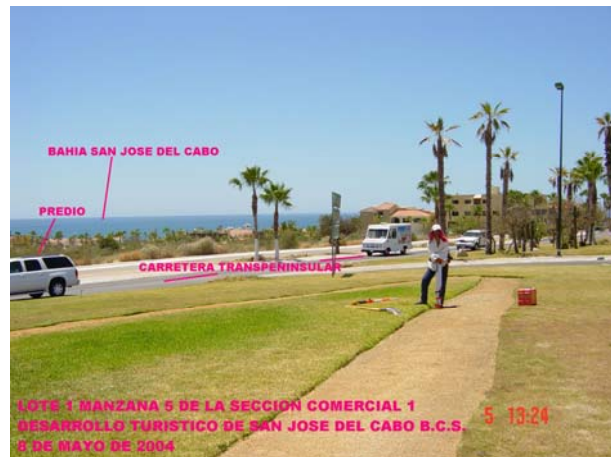 BAHIA SAN JOSE DEL CABO
PREDIO
CARRETERA TRANSPENINSULAR
LOTE 1 MANZANA 5 DE LA SECCION COMERCIAL 1
DESARROLLO TURISTICO DE SAN JOSE DEL CABO B.C.S.
8 DE MAYO DE 2004
5 13:24